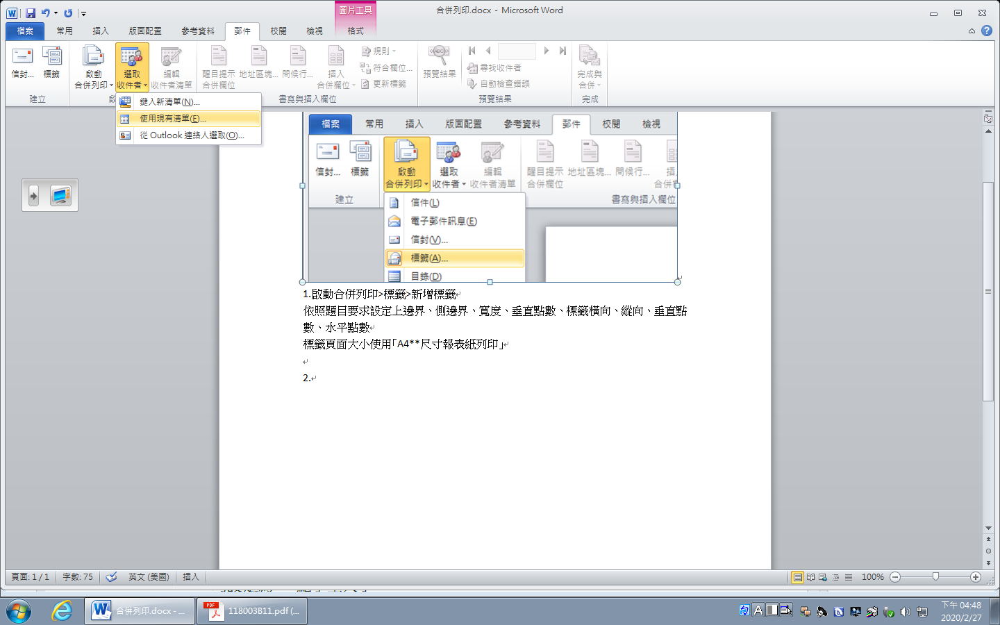 合併列印.docx - Microsoft Word
圖片工具
檔案 常用 插入 版面配置 參考資料 郵件 校閱 檢視 格式
信封... 標籤 啟動 合併列印 選取 收件者 編輯 收件者清單 醒目提示 合併欄位 地址區塊... 問候行... 插入 合併欄位 規則 符合欄位... 更新標籤 預覽結果 尋找收件者 自動檢查錯誤 完成與 合併
建立 書寫與插入欄位 預覽結果 完成
鍵入新清單(N)...
使用現有清單(E)...
從 Outlook 連絡人選取(O)...
檔案 常用 插入 版面配置 參考資料 郵件 校閱 檢視
信封... 標籤 啟動 合併列印 選取 收件者 編輯 收件者清單 醒目提示 合併欄位 地址區塊... 問候行...
建立 書寫與插入欄位
信件(L)
電子郵件訊息(E)
信封(V)...
標籤(A)...
目錄(D)
1.啟動合併列印>標籤>新增標籤
依照題目要求設定上邊界、側邊界、寬度、垂直點數、標籤橫向、縱向、垂直點
數、水平點數
標籤頁面大小使用「A4**尺寸報表紙列印」
2.
頁面: 1 / 1 字數: 75 英文 (美國) 插入 100%
合併列印.docx - ... 118003B11.pdf (... 下午 04:48
2020/2/27